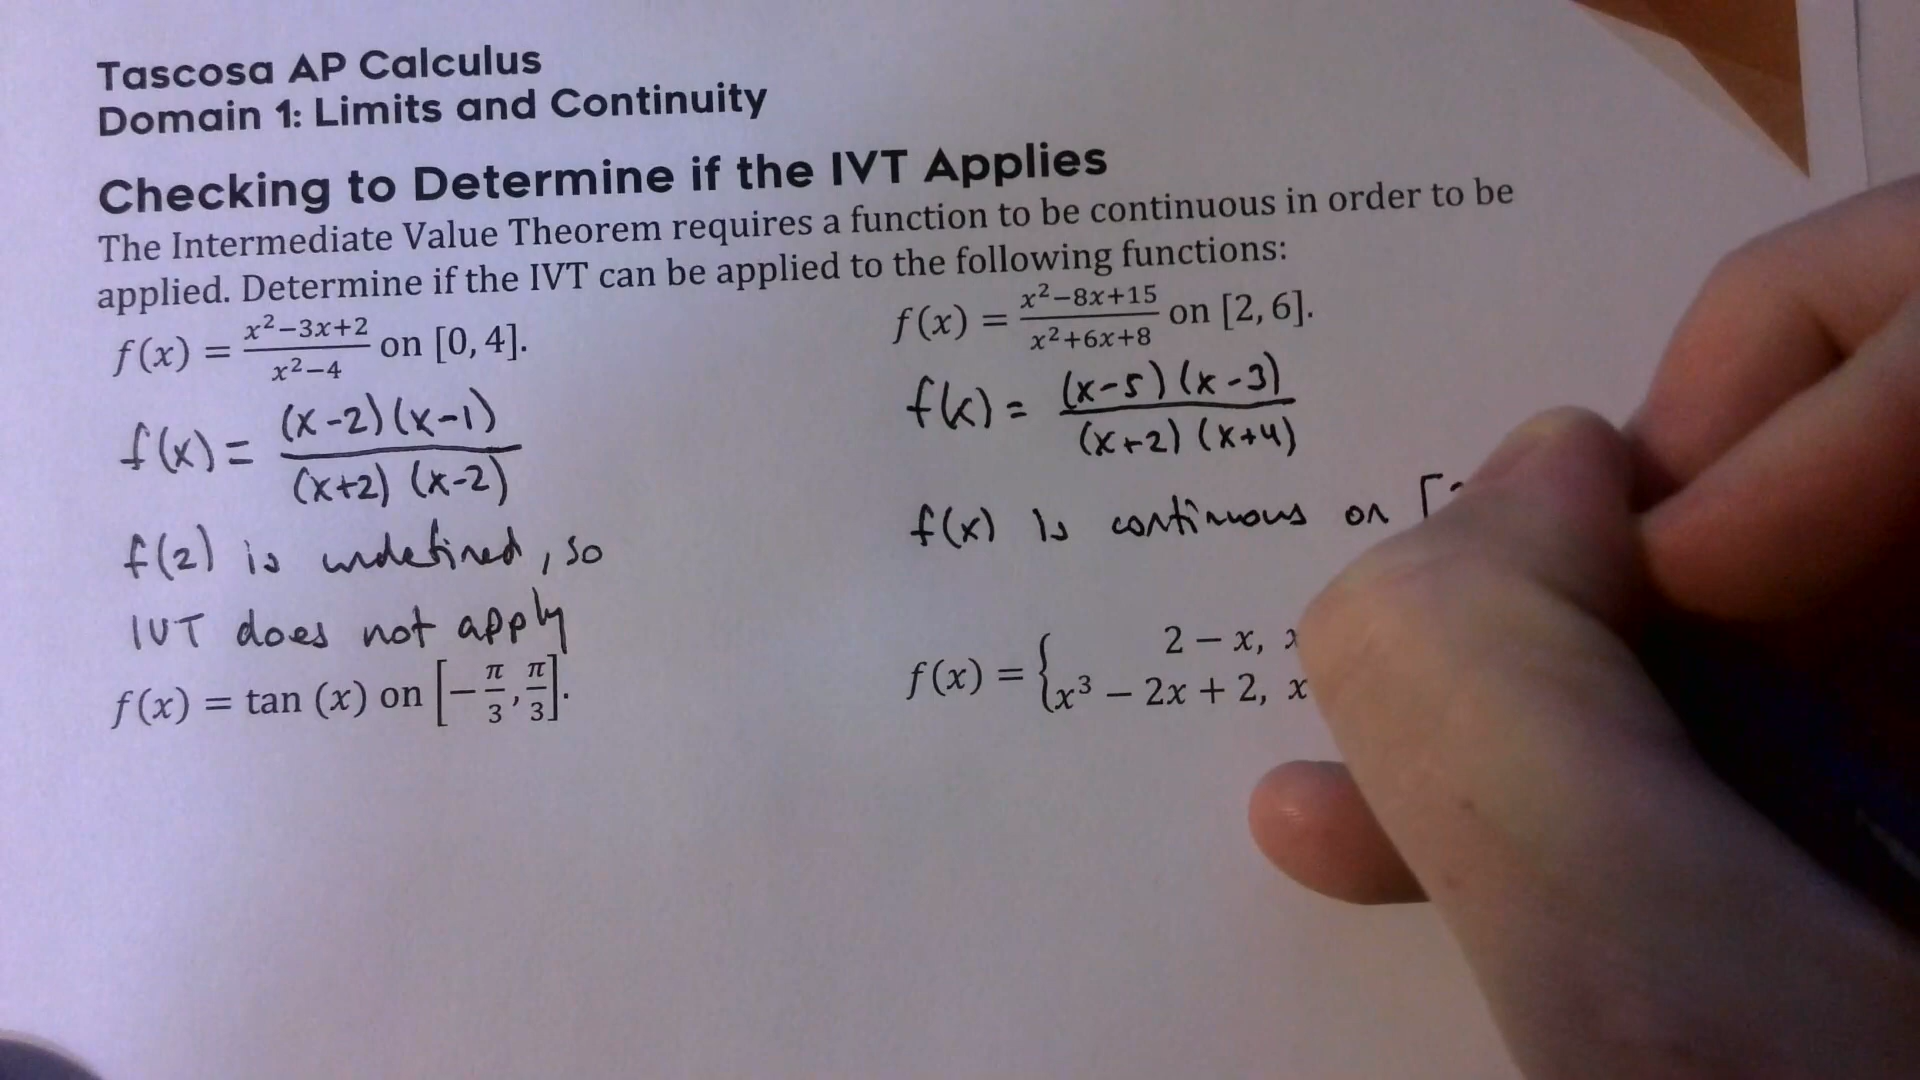 Tascosa AP Calculus
Domain 1: Limits and Continuity
Checking to Determine if the IVT Applies
The Intermediate Value Theorem requires a function to be continuous in order to be
applied. Determine if the IVT can be applied to the following functions:
f(x) = x²−3x+2 / x²−4 on [0, 4].
f(x) = (x-2)(x-1) / (x+2)(x-2)
f(2) is undefined, so
IVT does not apply
f(x) = x²−8x+15 / x²+6x+8 on [2, 6].
f(x) = (x-5)(x-3) / (x+2)(x+4)
f(x) is continuous on [
f(x) = tan (x) on [−π/3, π/3].
f(x) = { 2 − x,
x³ − 2x + 2, x